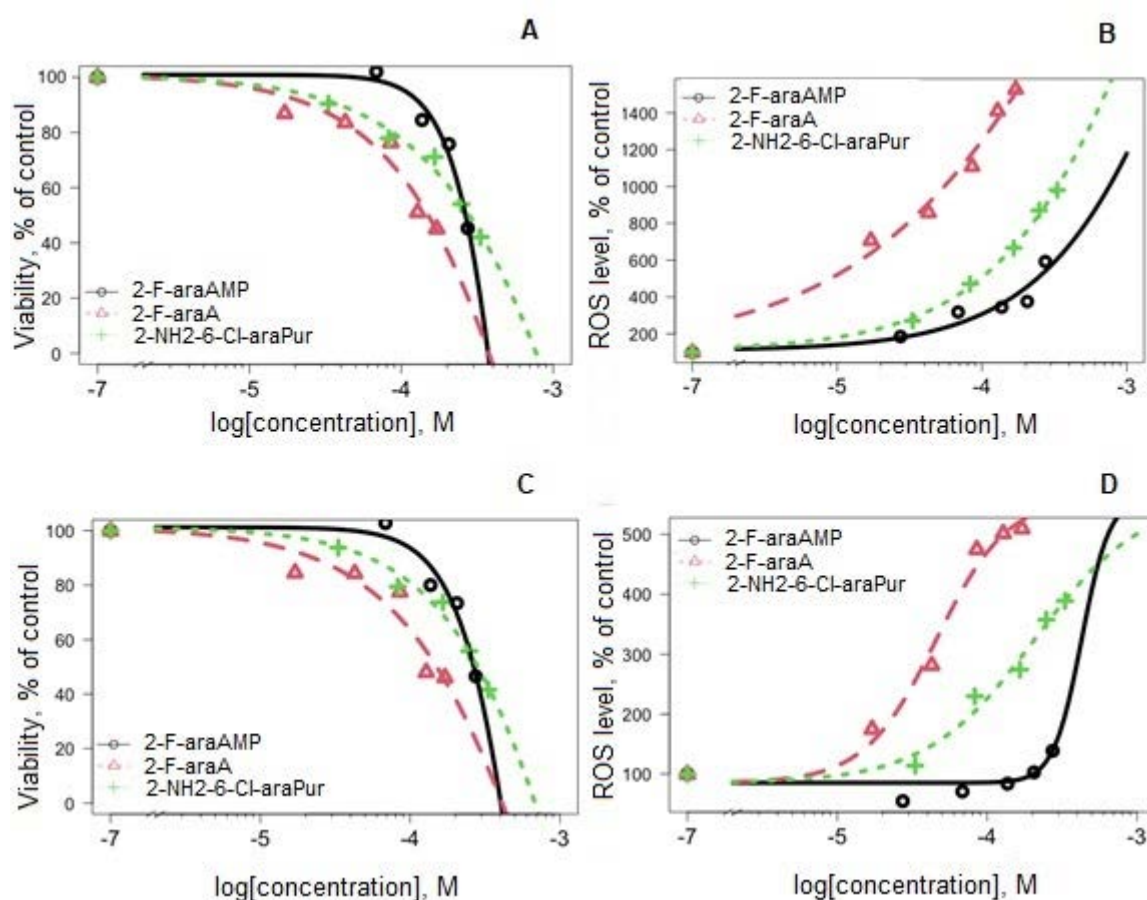 A
Viability, % of control
100
80
60
40
20
0
2-F-araAMP
2-F-araA
2-NH2-6-Cl-araPur
-7
-5
-4
-3
log[concentration], M
B
ROS level, % of control
1400
1200
1000
800
600
400
200
2-F-araAMP
2-F-araA
2-NH2-6-Cl-araPur
-7
-5
-4
-3
log[concentration], M
C
Viability, % of control
100
80
60
40
20
0
2-F-araAMP
2-F-araA
2-NH2-6-Cl-araPur
-7
-5
-4
-3
log[concentration], M
D
ROS level, % of control
500
400
300
200
100
2-F-araAMP
2-F-araA
2-NH2-6-Cl-araPur
-7
-5
-4
-3
log[concentration], M